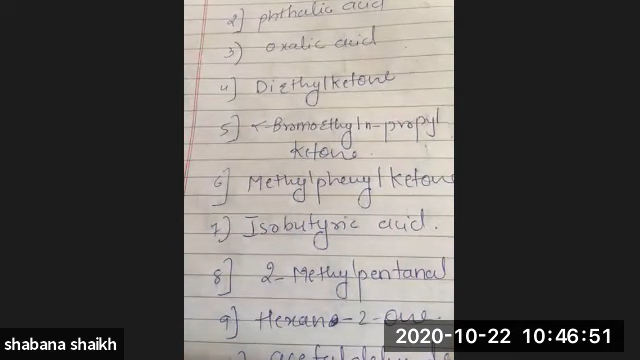 2] phthalic acid
3) oxalic acid
4] Diethylketone
5] α-Bromoethyl n-propyl
ketone.
6] Methylphenylketone
7) Isobutyric acid.
8] 2-Methylpentanal
9] Hexano-2-one.
shabana shaikh
2020-10-22 10:46:51